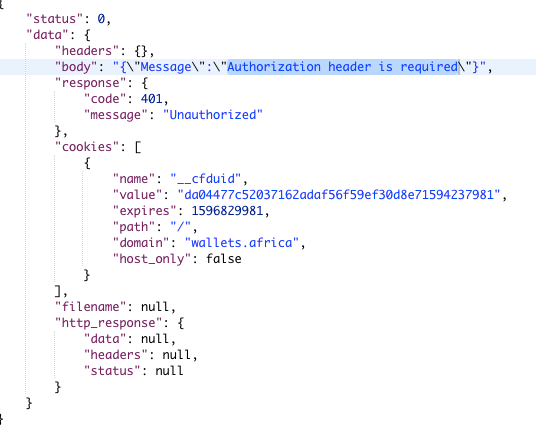 {
"status": 0,
"data": {
"headers": {},
"body": "{\"Message\":\"Authorization header is required\"}",
"response": {
"code": 401,
"message": "Unauthorized"
},
"cookies": [
{
"name": "__cfduid",
"value": "da04477c52037162adaf56f59ef30d8e71594237981",
"expires": 1596829981,
"path": "/",
"domain": "wallets.africa",
"host_only": false
}
],
"filename": null,
"http_response": {
"data": null,
"headers": null,
"status": null
}
}
}